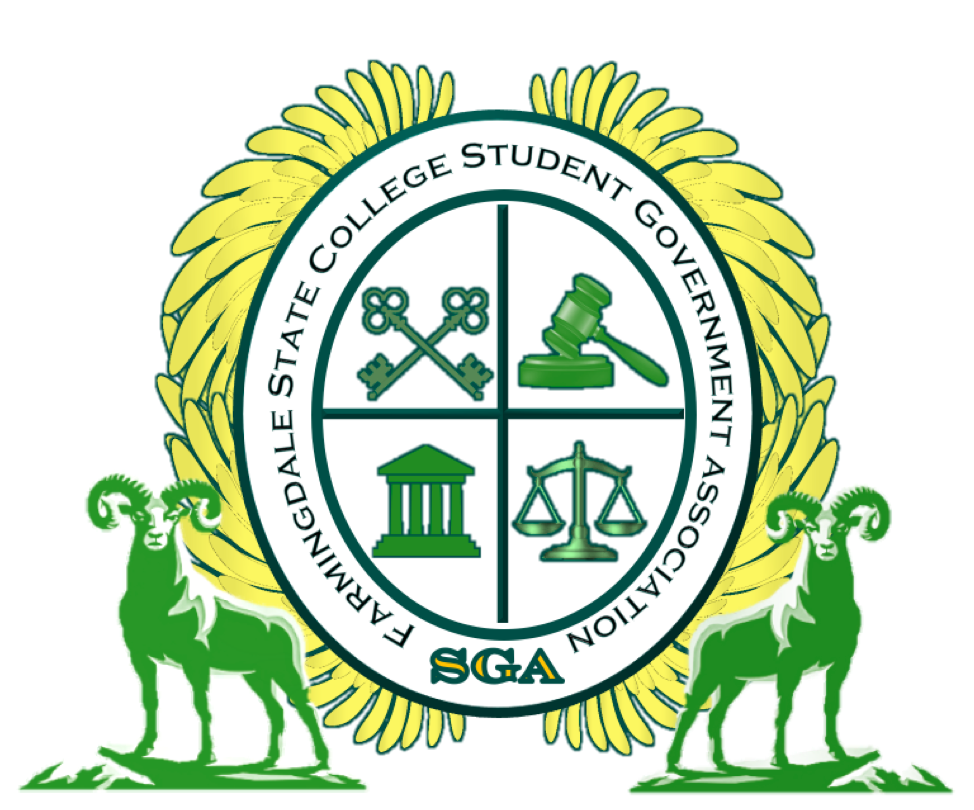 FARMINGDALE STATE COLLEGE STUDENT GOVERNMENT ASSOCIATION
SGA